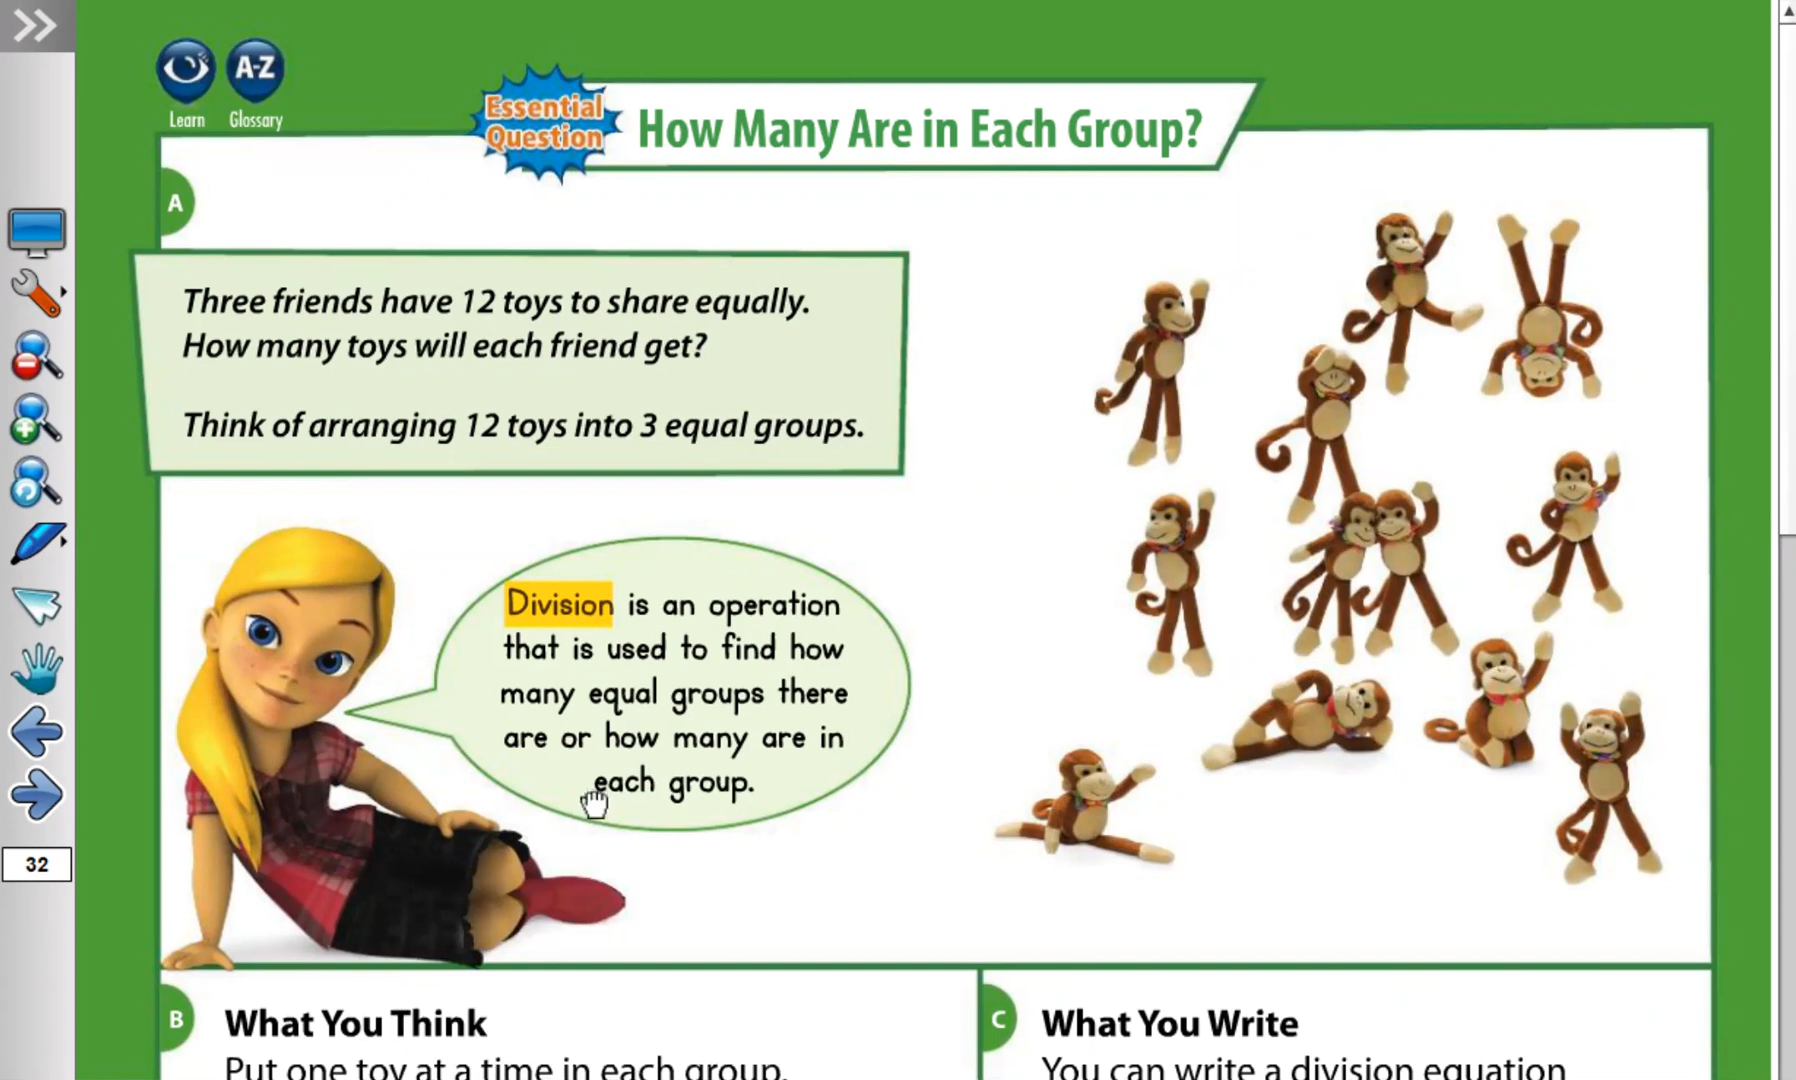 Learn
A-Z
Glossary
Essential
Question
How Many Are in Each Group?
A
Three friends have 12 toys to share equally.
How many toys will each friend get?
Think of arranging 12 toys into 3 equal groups.
Division is an operation
that is used to find how
many equal groups there
are or how many are in
each group.
32
B
What You Think
Put one toy at a time in each group.
C
What You Write
You can write a division equation